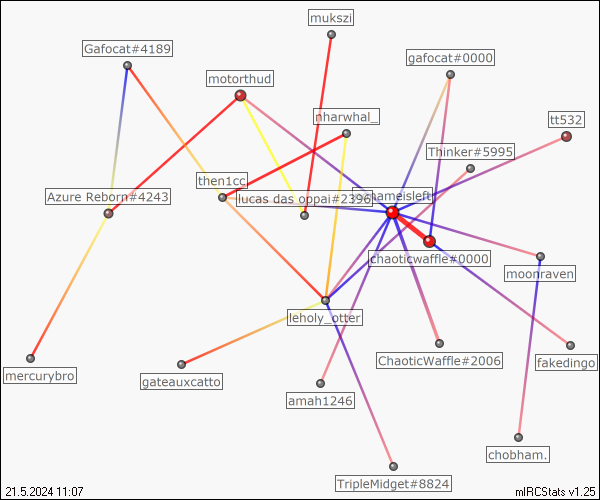 mukszi
Gafocat#4189
gafocat#0000
motorthud
nharwhal_
tt532
Thinker#5995
then1cc
Azure Reborn#4243
lucas das oppai#2396
nameisleft
chaoticwaffle#0000
moonraven
leholy_otter
ChaoticWaffle#2006
fakedingo
mercurybro
gateauxcatto
amah1246
chobham.
TripleMidget#8824
21.5.2024 11:07
mIRCStats v1.25